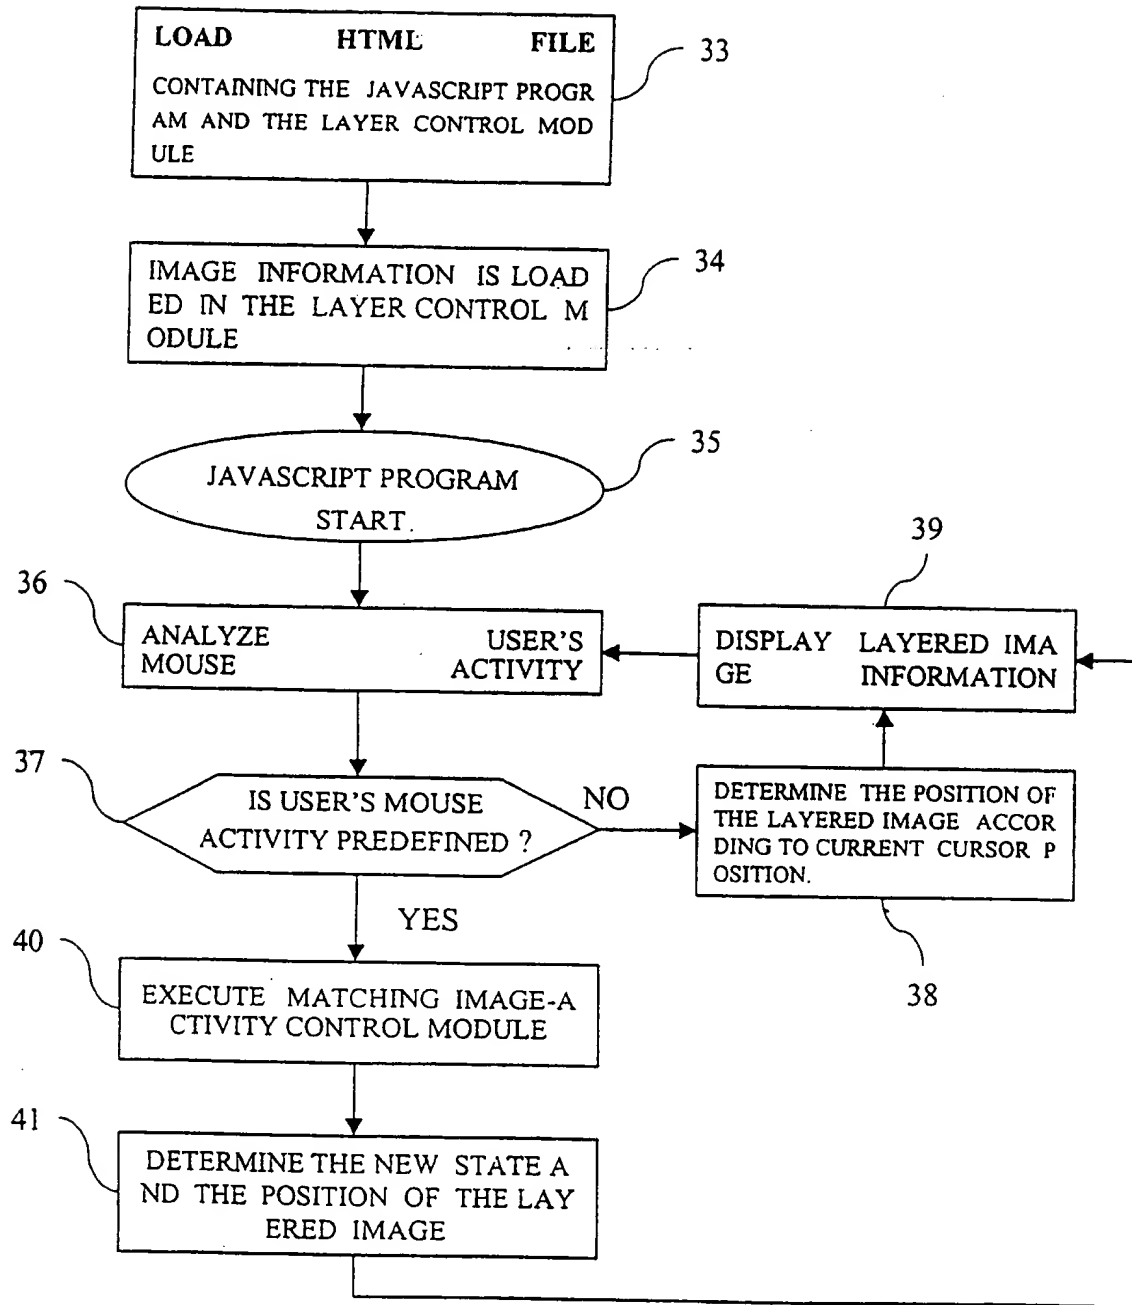 LOAD HTML FILE
CONTAINING THE JAVASCRIPT PROGR
AM AND THE LAYER CONTROL MOD
ULE
33
IMAGE INFORMATION IS LOAD
ED IN THE LAYER CONTROL M
ODULE
34
JAVASCRIPT PROGRAM
START.
35
36
ANALYZE USER'S
MOUSE ACTIVITY
39
DISPLAY LAYERED IMA
GE INFORMATION
37
IS USER'S MOUSE
ACTIVITY PREDEFINED ?
NO
DETERMINE THE POSITION OF
THE LAYERED IMAGE ACCOR
DING TO CURRENT CURSOR P
OSITION.
38
YES
40
EXECUTE MATCHING IMAGE-A
CTIVITY CONTROL MODULE
41
DETERMINE THE NEW STATE A
ND THE POSITION OF THE LAY
ERED IMAGE